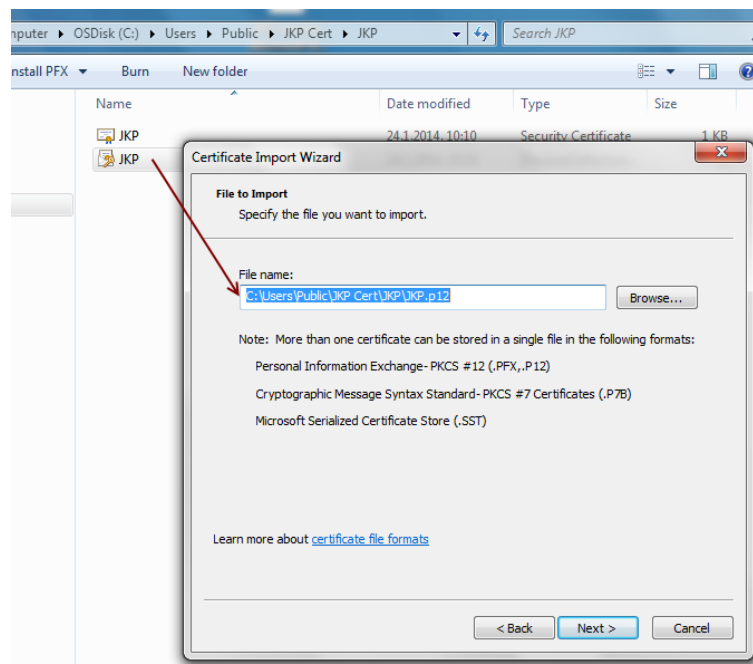 OSDisk (C:) Users Public JKP Cert JKP Search JKP
nstall PFX Burn New folder
Name Date modified Type Size
JKP 24.1.2014. 10:10 Security Certificate 1 KB
JKP
Certificate Import Wizard
File to Import
Specify the file you want to import.
File name:
C:\Users\Public\JKP Cert\JKP\JKP.p12 Browse...
Note: More than one certificate can be stored in a single file in the following formats:
Personal Information Exchange- PKCS #12 (.PFX,.P12)
Cryptographic Message Syntax Standard- PKCS #7 Certificates (.P7B)
Microsoft Serialized Certificate Store (.SST)
Learn more about certificate file formats
< Back Next > Cancel